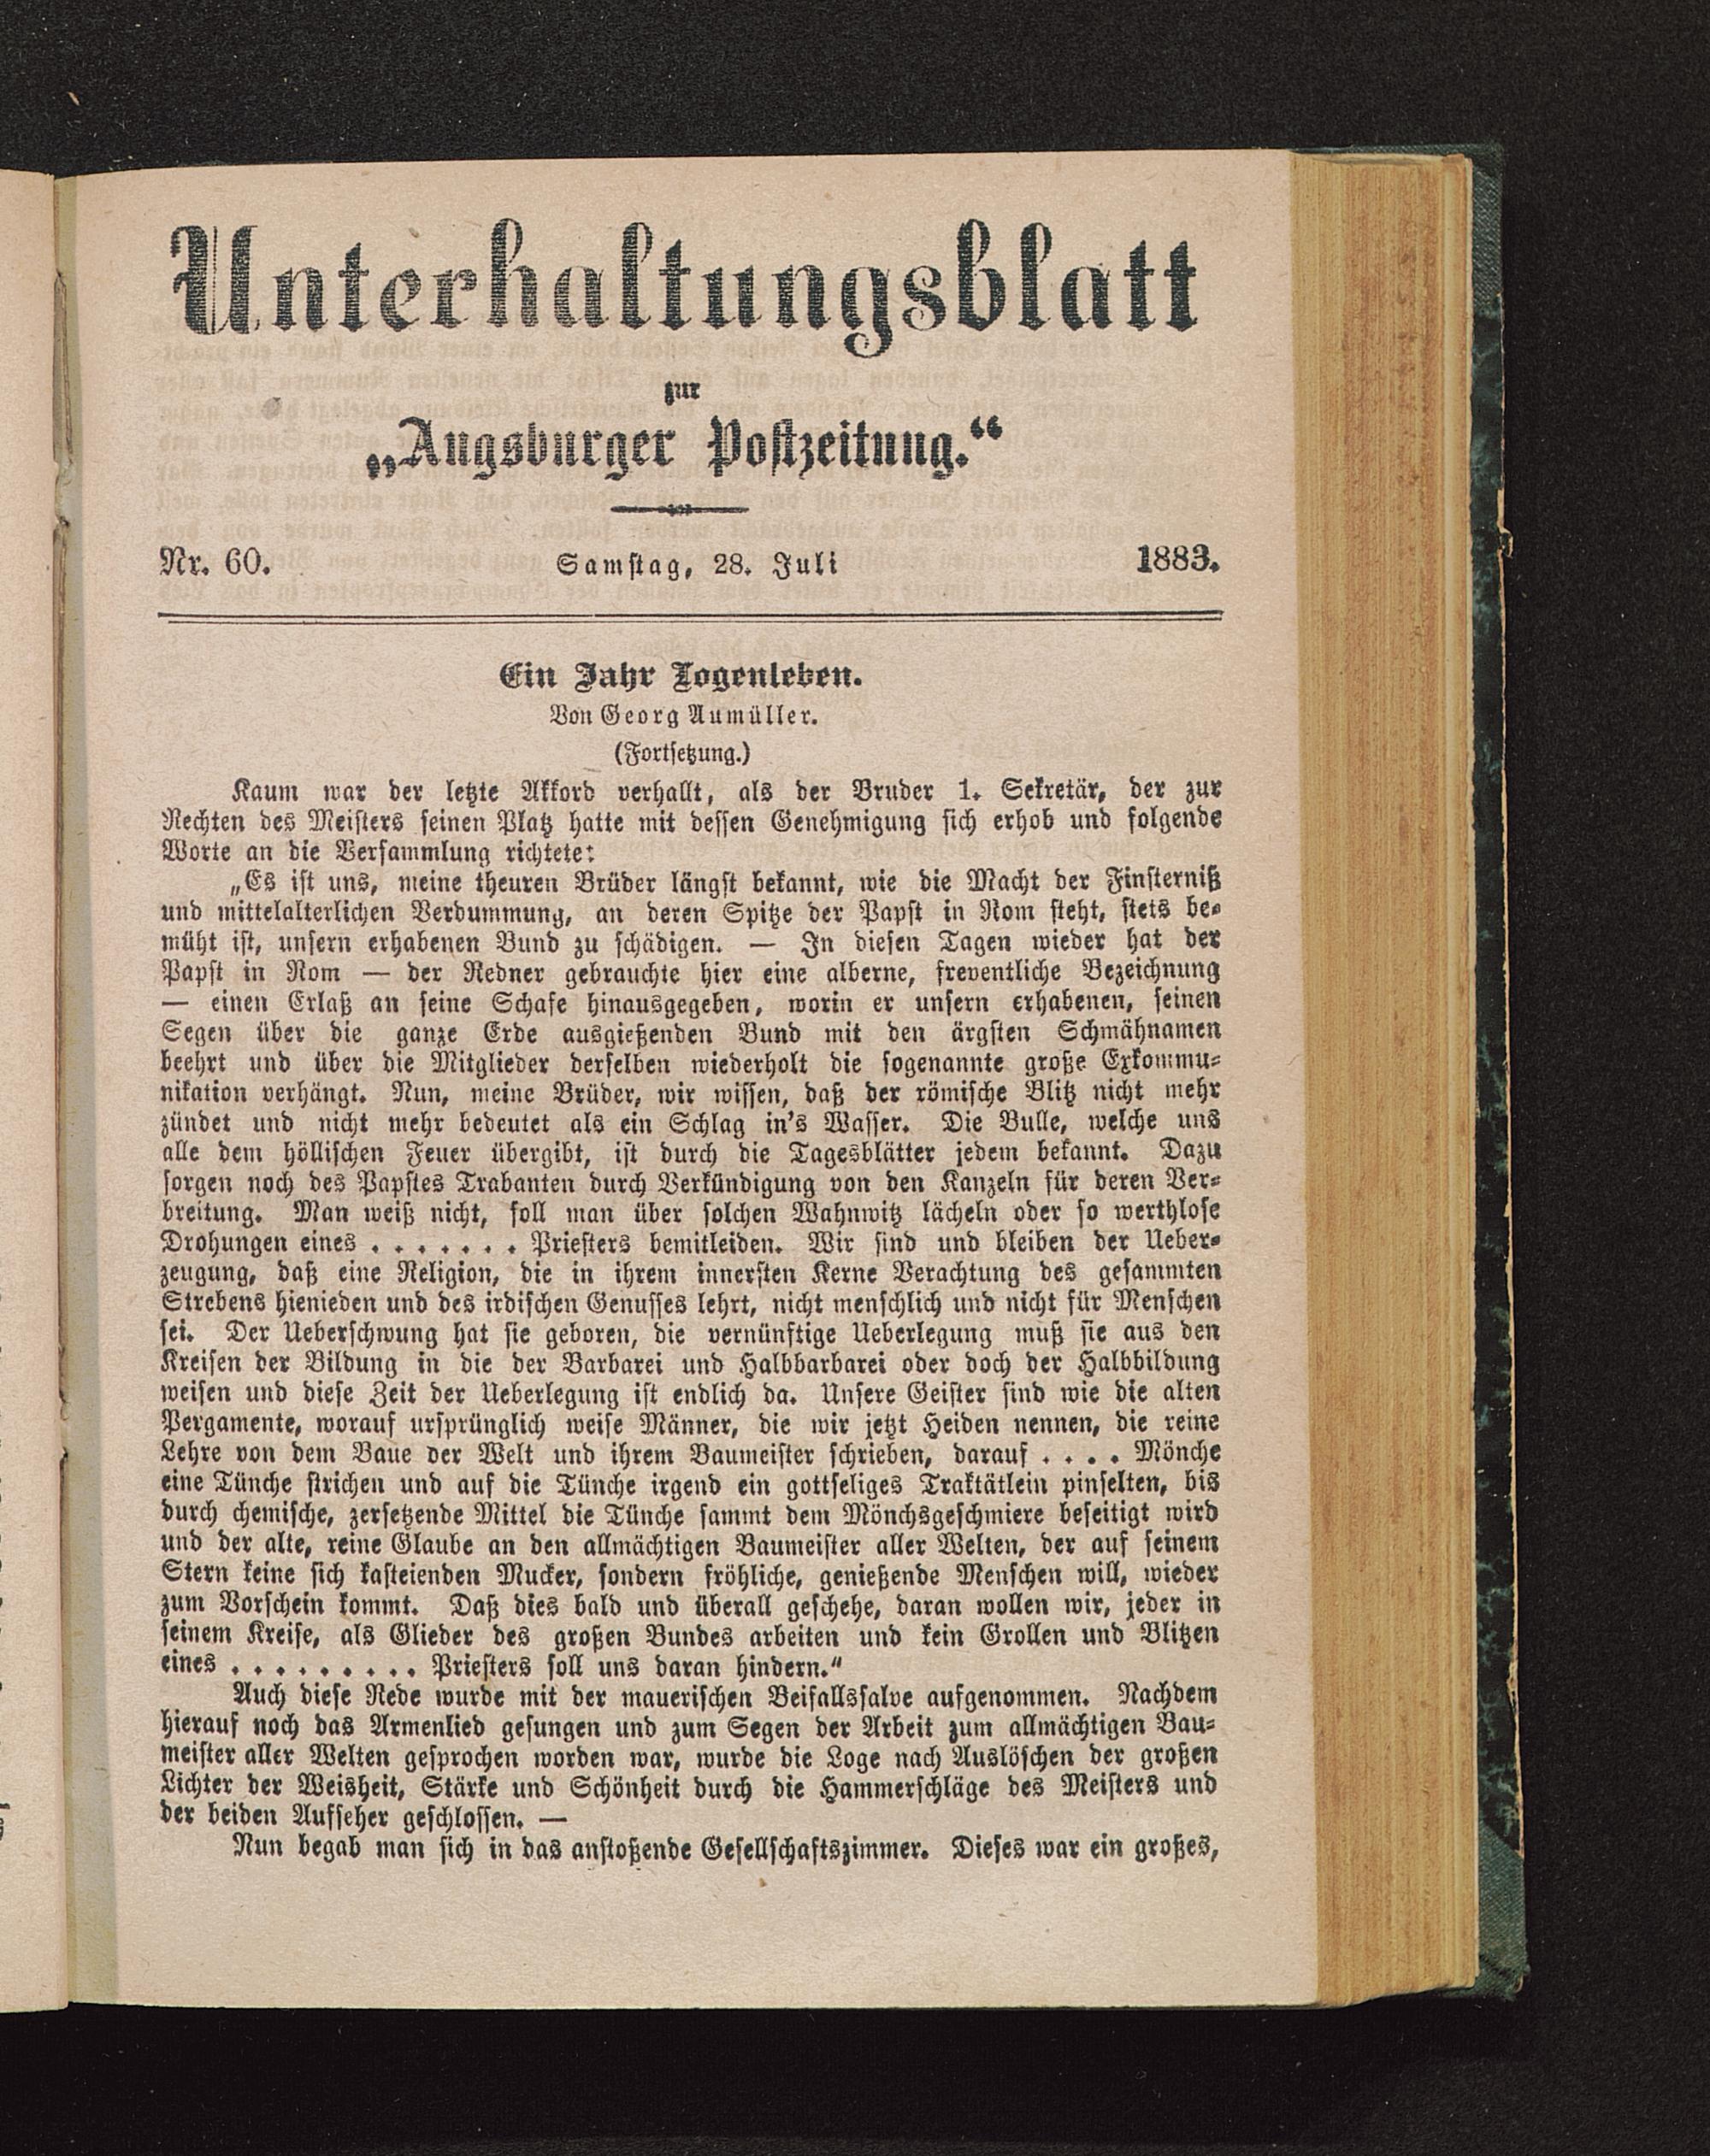 Unterhaltungsblatt
zur
„Augsburger Postzeitung.“
Nr. 60. Samstag, 28. Juli 1883.
Ein Jahr Logenleben.
Von Georg Aumüller.
(Fortsetzung.)
Kaum war der letzte Akkord verhallt, als der Bruder 1. Sekretär, der zur
Rechten des Meisters seinen Platz hatte mit dessen Genehmigung sich erhob und folgende
Worte an die Versammlung richtete:
„Es ist uns, meine theuren Brüder längst bekannt, wie die Macht der Finsterniß
und mittelalterlichen Verdummung, an deren Spitze der Papst in Rom steht, stets be-
müht ist, unsern erhabenen Bund zu schädigen. — In diesen Tagen wieder hat der
Papst in Rom — der Redner gebrauchte hier eine alberne, freventliche Bezeichnung
— einen Erlaß an seine Schafe hinausgegeben, worin er unsern erhabenen, seinen
Segen über die ganze Erde ausgießenden Bund mit den ärgsten Schmähnamen
beehrt und über die Mitglieder derselben wiederholt die sogenannte große Exkommu-
nikation verhängt. Nun, meine Brüder, wir wissen, daß der römische Blitz nicht mehr
zündet und nicht mehr bedeutet als ein Schlag in's Wasser. Die Bulle, welche uns
alle dem höllischen Feuer übergibt, ist durch die Tagesblätter jedem bekannt. Dazu
sorgen noch des Papstes Trabanten durch Verkündigung von den Kanzeln für deren Ver-
breitung. Man weiß nicht, soll man über solchen Wahnwitz lächeln oder so werthlose
Drohungen eines . . . . . . . Priesters bemitleiden. Wir sind und bleiben der Ueber-
zeugung, daß eine Religion, die in ihrem innersten Kerne Verachtung des gesammten
Strebens hienieden und des irdischen Genusses lehrt, nicht menschlich und nicht für Menschen
sei. Der Ueberschwung hat sie geboren, die vernünftige Ueberlegung muß sie aus den
Kreisen der Bildung in die der Barbarei und Halbbarbarei oder doch der Halbbildung
weisen und diese Zeit der Ueberlegung ist endlich da. Unsere Geister sind wie die alten
Pergamente, worauf ursprünglich weise Männer, die wir jetzt Heiden nennen, die reine
Lehre von dem Baue der Welt und ihrem Baumeister schrieben, darauf . . . . Mönche
eine Tünche strichen und auf die Tünche irgend ein gottseliges Traktätlein pinselten, bis
durch chemische, zersetzende Mittel die Tünche sammt dem Mönchsgeschmiere beseitigt wird
und der alte, reine Glaube an den allmächtigen Baumeister aller Welten, der auf seinem
Stern keine sich kasteienden Mucker, sondern fröhliche, genießende Menschen will, wieder
zum Vorschein kommt. Daß dies bald und überall geschehe, daran wollen wir, jeder in
seinem Kreise, als Glieder des großen Bundes arbeiten und kein Grollen und Blitzen
eines . . . . . . . . . Priesters soll uns daran hindern.“
Auch diese Rede wurde mit der mauerischen Beifallssalve aufgenommen. Nachdem
hierauf noch das Armenlied gesungen und zum Segen der Arbeit zum allmächtigen Bau-
meister aller Welten gesprochen worden war, wurde die Loge nach Auslöschen der großen
Lichter der Weisheit, Stärke und Schönheit durch die Hammerschläge des Meisters und
der beiden Aufseher geschlossen. —
Nun begab man sich in das anstoßende Gesellschaftszimmer. Dieses war ein großes,